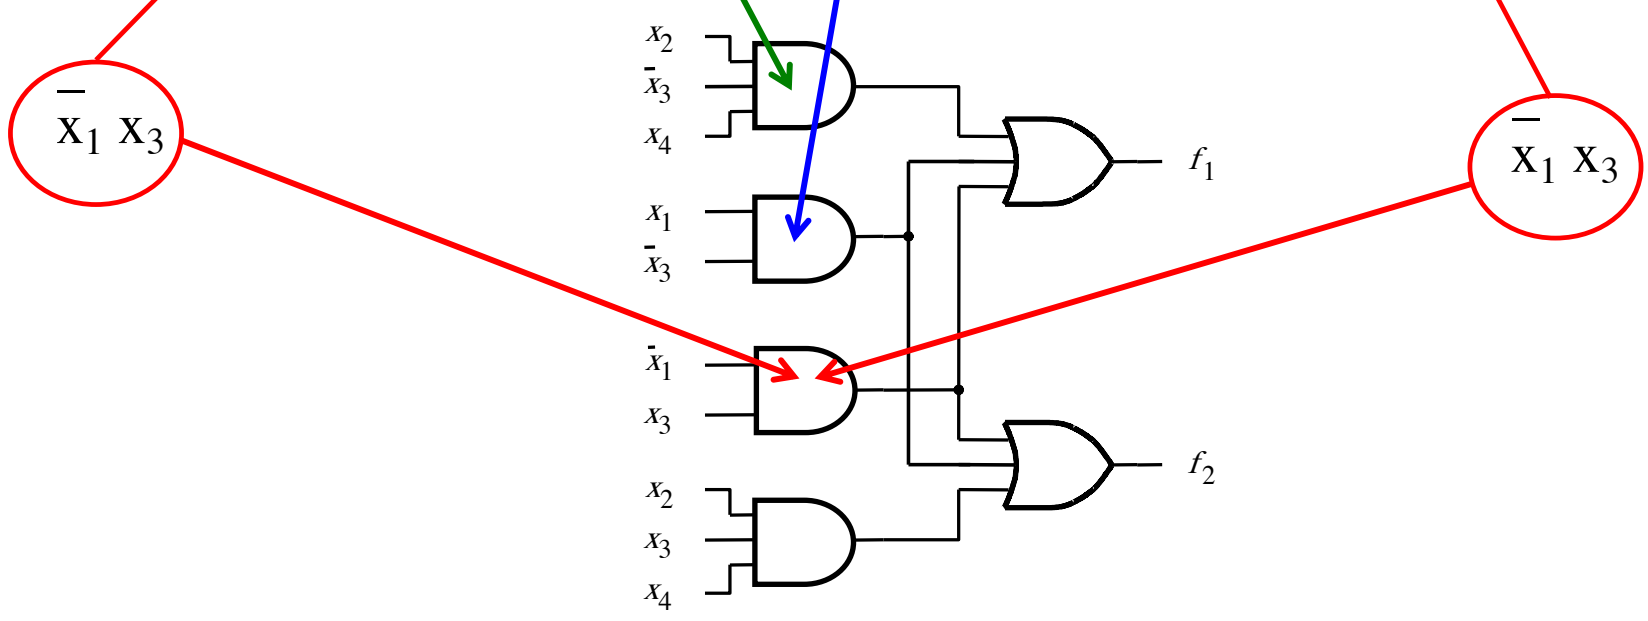 x̅₁ x₃
x₂
x̅₃
x₄
f₁
x₁
x̅₃
x̅₁
x₃
x₂
x₃
x₄
f₂
x̅₁ x₃